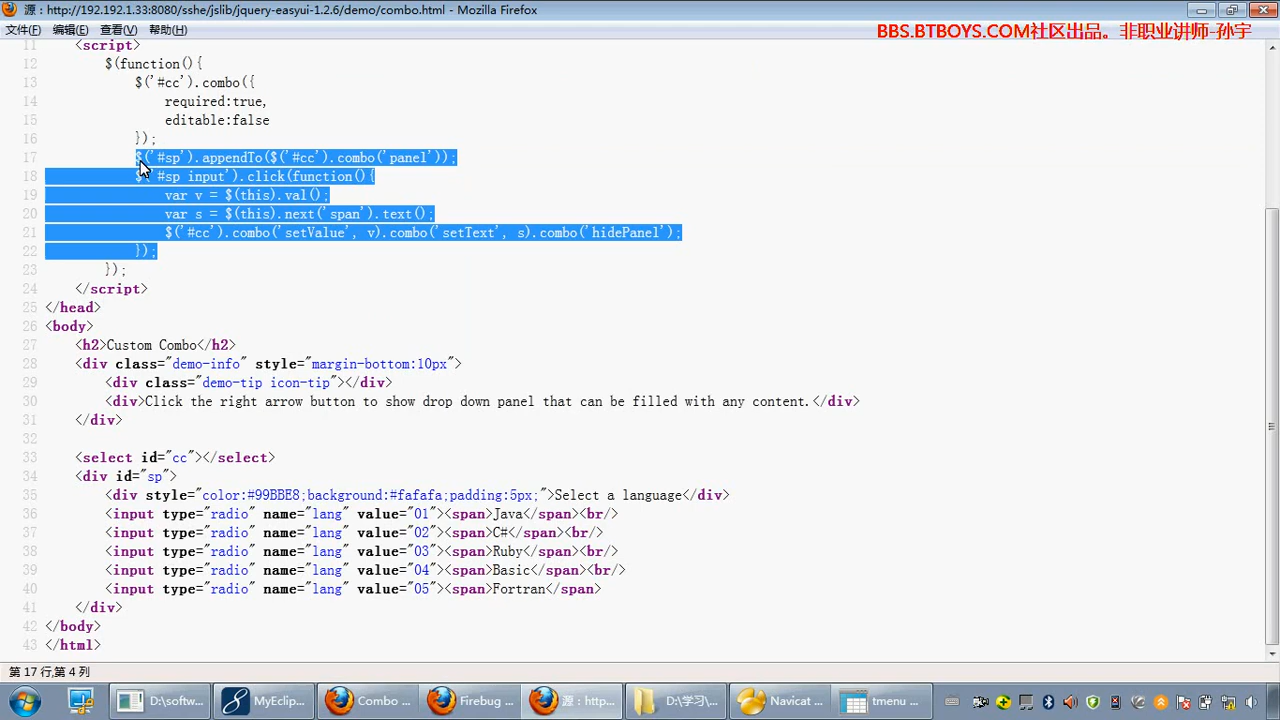 源：http://192.192.1.33:8080/sshe/jslib/jquery-easyui-1.2.6/demo/combo.html - Mozilla Firefox
文件(F) 编辑(E) 查看(V) 帮助(H)
BBS.BTBOYS.COM社区出品。非职业讲师-孙宇
11 <script>
12 $(function(){
13 $('#cc').combo({
14 required:true,
15 editable:false
16 });
17 $('#sp').appendTo($('#cc').combo('panel'));
18 $('#sp input').click(function(){
19 var v = $(this).val();
20 var s = $(this).next('span').text();
21 $('#cc').combo('setValue', v).combo('setText', s).combo('hidePanel');
22 });
23 });
24 </script>
25 </head>
26 <body>
27 <h2>Custom Combo</h2>
28 <div class="demo-info" style="margin-bottom:10px">
29 <div class="demo-tip icon-tip"></div>
30 <div>Click the right arrow button to show drop down panel that can be filled with any content.</div>
31 </div>
32
33 <select id="cc"></select>
34 <div id="sp">
35 <div style="color:#99BBE8;background:#fafafa;padding:5px;">Select a language</div>
36 <input type="radio" name="lang" value="01"><span>Java</span><br/>
37 <input type="radio" name="lang" value="02"><span>C#</span><br/>
38 <input type="radio" name="lang" value="03"><span>Ruby</span><br/>
39 <input type="radio" name="lang" value="04"><span>Basic</span><br/>
40 <input type="radio" name="lang" value="05"><span>Fortran</span>
41 </div>
42 </body>
43 </html>
第 17 行,第 4 列
D:\softw... MyEclip... Combo ... Firebug ... 源：http... D:\学习\... Navicat ... tmenu ...